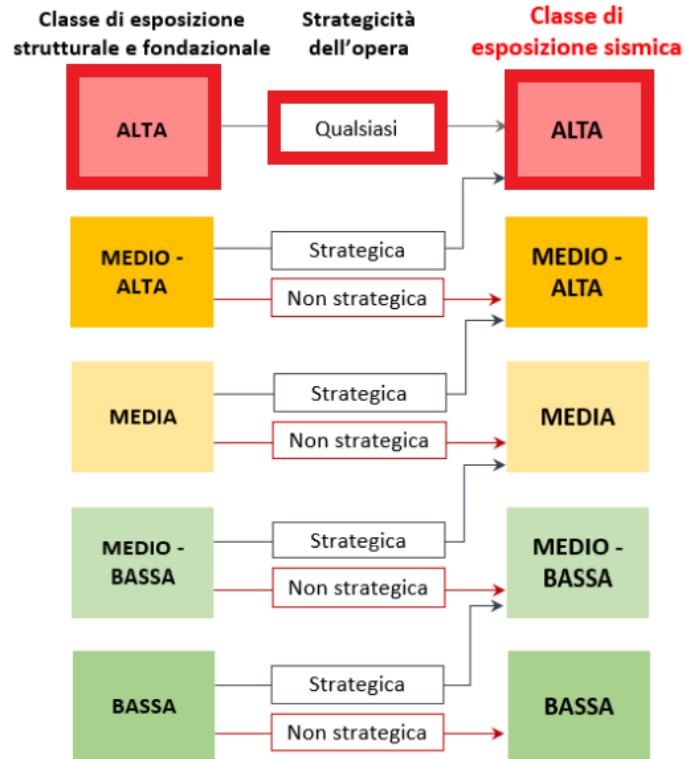 Classe di esposizione
strutturale e fondazionale
Strategicità
dell'opera
Classe di
esposizione sismica
ALTA
Qualsiasi
ALTA
MEDIO -
ALTA
Strategica
Non strategica
MEDIO -
ALTA
MEDIA
Strategica
Non strategica
MEDIA
MEDIO -
BASSA
Strategica
Non strategica
MEDIO -
BASSA
BASSA
Strategica
Non strategica
BASSA